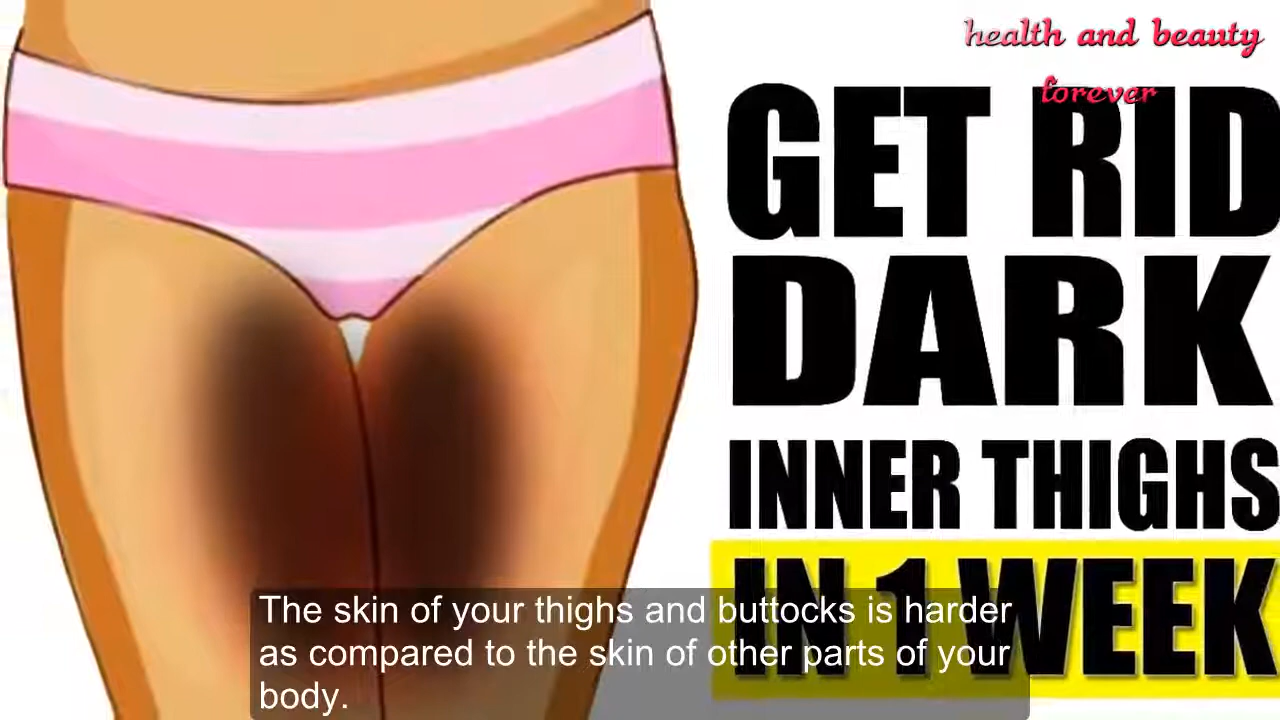 health and beauty
forever
GET RID
DARK
INNER THIGHS
IN 1 WEEK
The skin of your thighs and buttocks is harder
as compared to the skin of other parts of your
body.